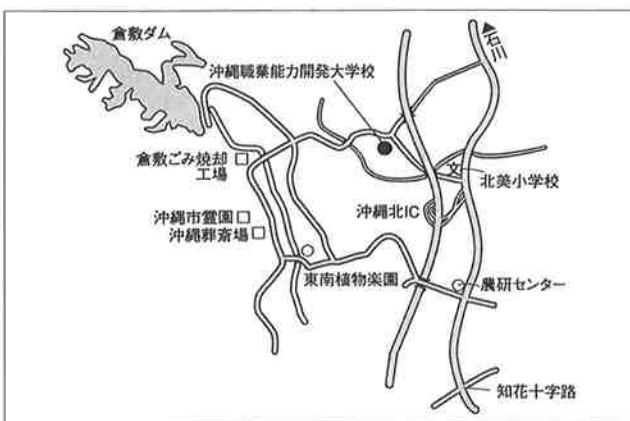 倉敷ダム
石川
沖縄職業能力開発大学校
倉敷ごみ焼却
工場
文
北美小学校
沖縄北IC
沖縄市霊園
沖縄葬斎場
東南植物楽園
農研センター
知花十字路